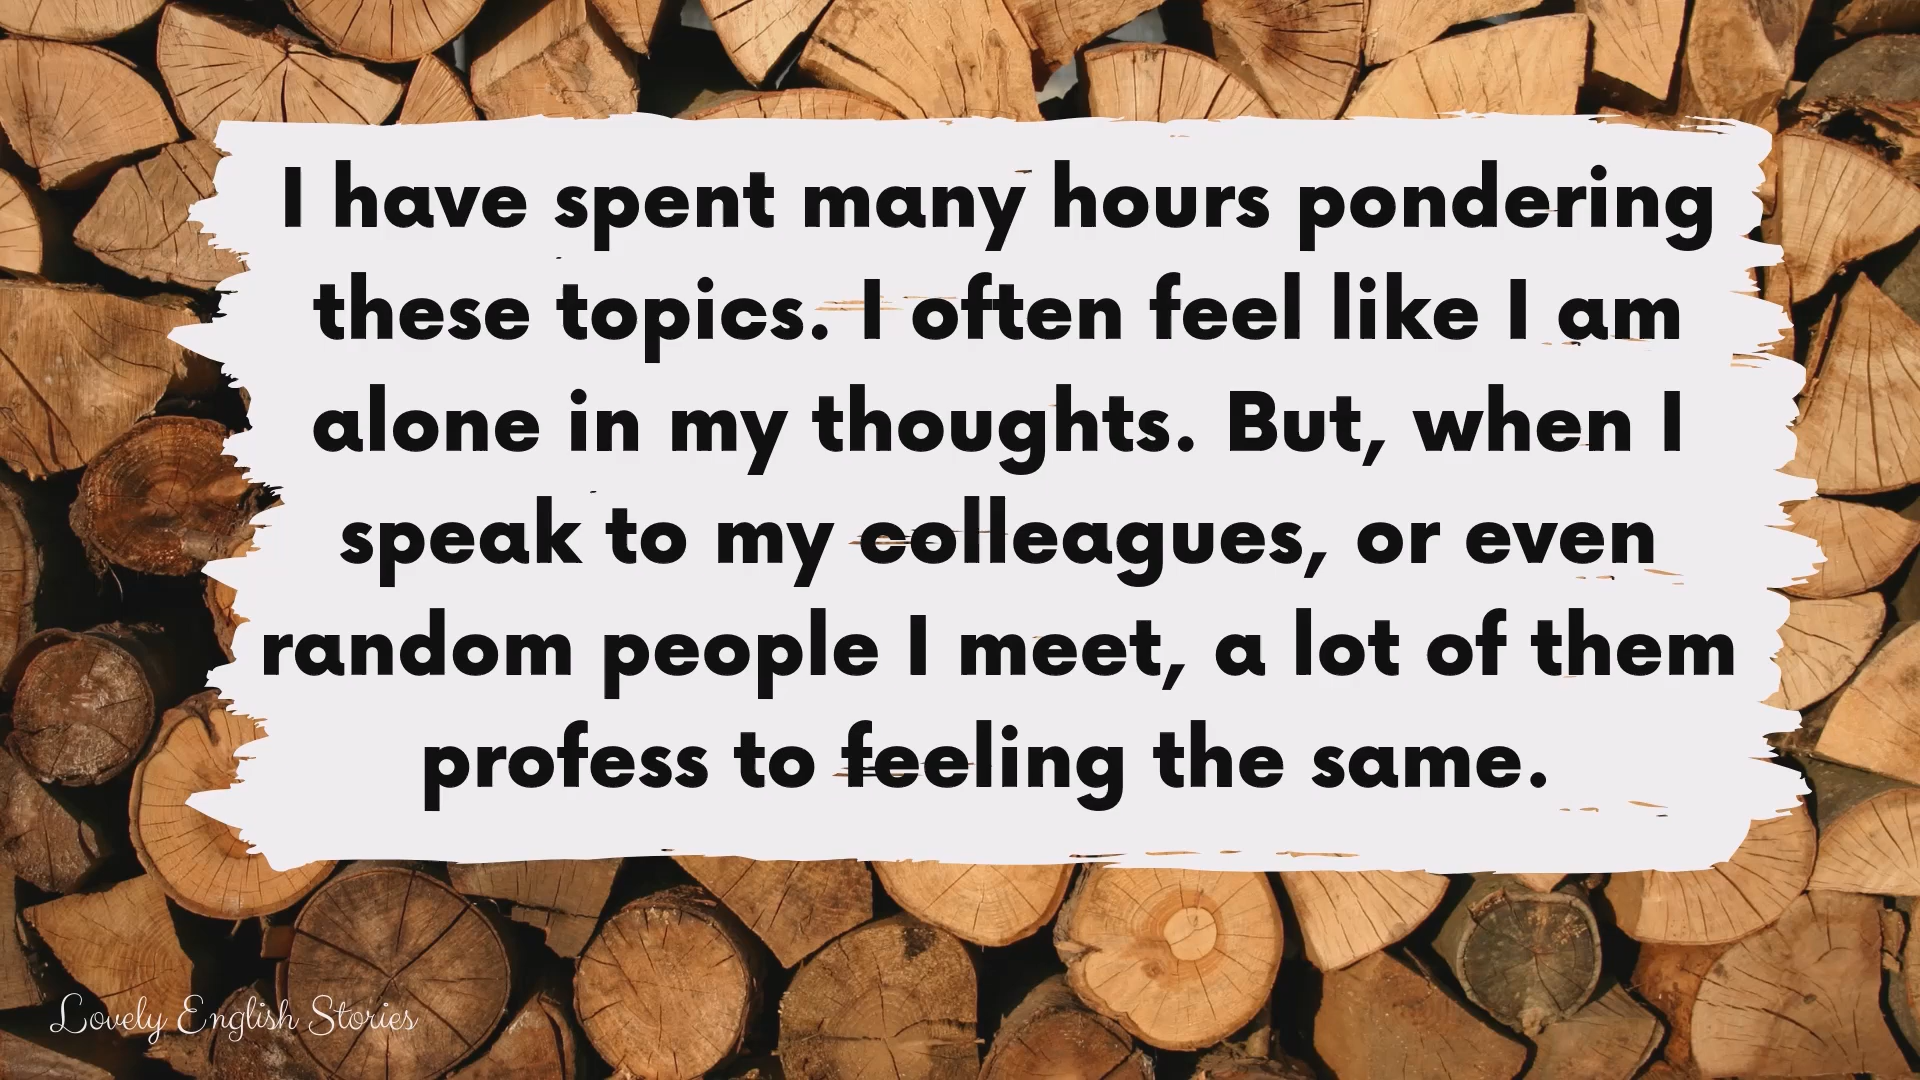 I have spent many hours pondering
these topics. I often feel like I am
alone in my thoughts. But, when I
speak to my colleagues, or even
random people I meet, a lot of them
profess to feeling the same.
Lovely English Stories